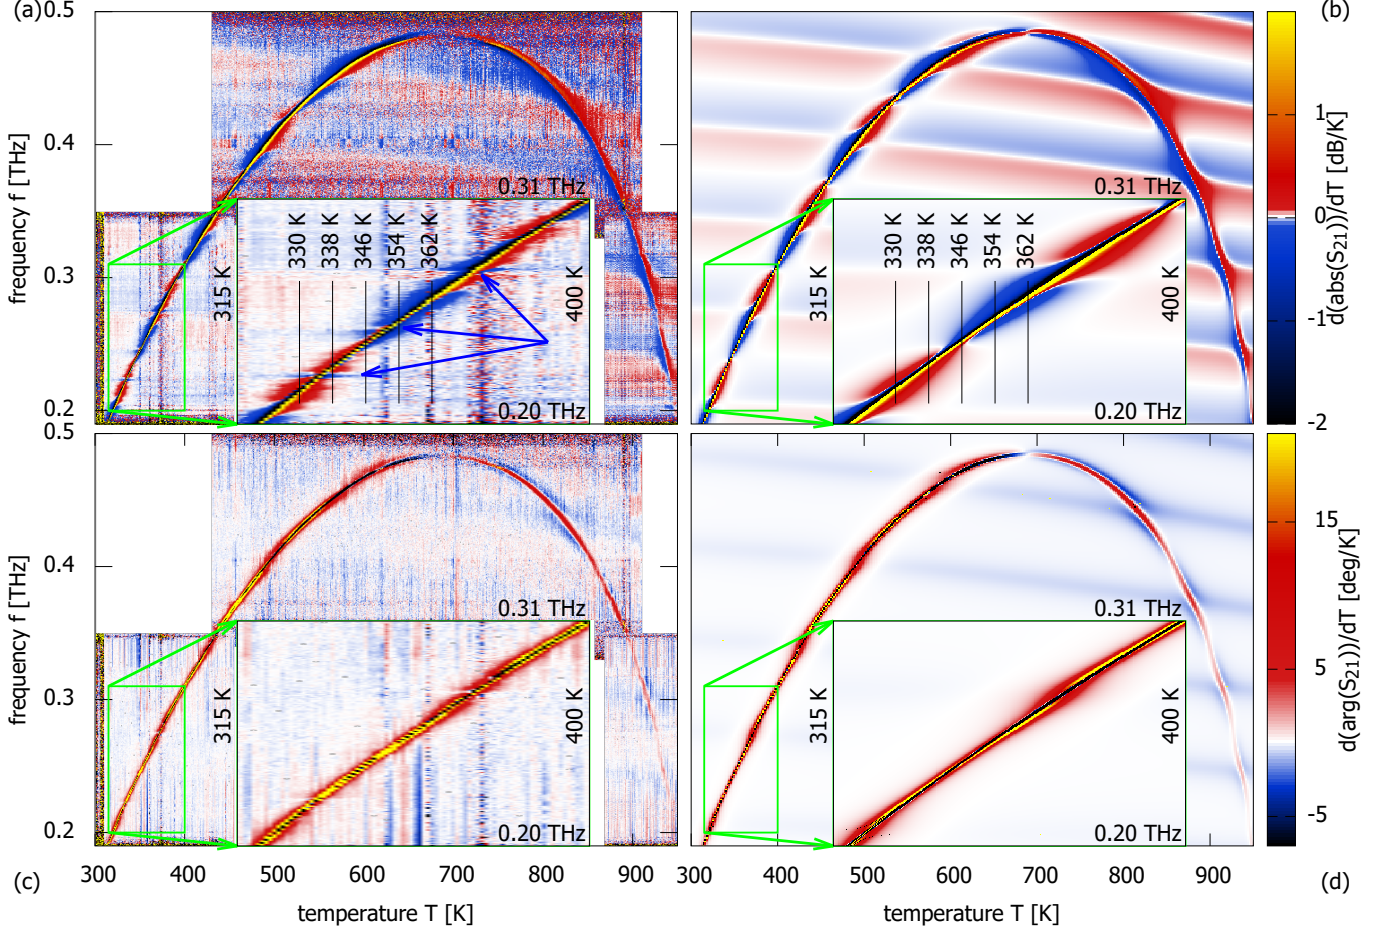 (a)
(b)
0.5
0.4
0.3
0.2
frequency f [THz]
0.31 THz
330 K
338 K
346 K
354 K
362 K
315 K
400 K
0.20 THz
0.31 THz
330 K
338 K
346 K
354 K
362 K
315 K
400 K
0.20 THz
1
0
-1
-2
d(abs(S21))/dT [dB/K]
0.5
0.4
0.3
0.2
frequency f [THz]
0.31 THz
315 K
400 K
0.20 THz
0.31 THz
315 K
400 K
0.20 THz
15
5
-5
d(arg(S21))/dT [deg/K]
300
400
500
600
700
800
900
300
400
500
600
700
800
900
(c)
(d)
temperature T [K]
temperature T [K]